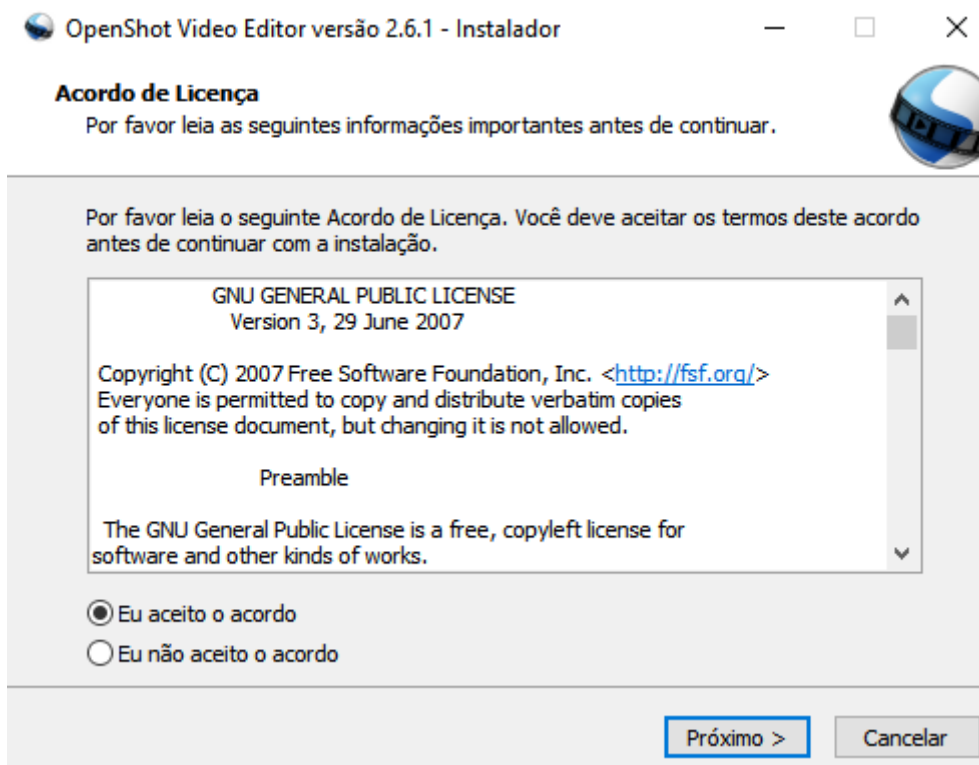 OpenShot Video Editor versão 2.6.1 - Instalador
Acordo de Licença
Por favor leia as seguintes informações importantes antes de continuar.
Por favor leia o seguinte Acordo de Licença. Você deve aceitar os termos deste acordo
antes de continuar com a instalação.
GNU GENERAL PUBLIC LICENSE
Version 3, 29 June 2007
Copyright (C) 2007 Free Software Foundation, Inc. <http://fsf.org/>
Everyone is permitted to copy and distribute verbatim copies
of this license document, but changing it is not allowed.
Preamble
The GNU General Public License is a free, copyleft license for
software and other kinds of works.
Eu aceito o acordo
Eu não aceito o acordo
Próximo > Cancelar